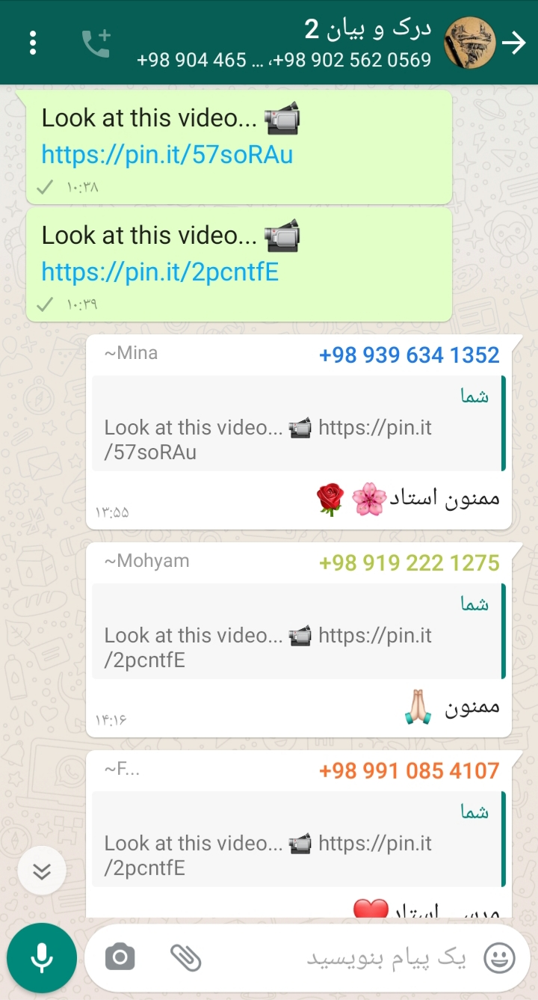 درک و بیان 2
+98 902 562 0569، +98 904 465 ...
Look at this video...
https://pin.it/57soRAu
۱۰:۳۸
Look at this video...
https://pin.it/2pcntfE
۱۰:۳۹
~Mina +98 939 634 1352
شما
Look at this video... https://pin.it
/57soRAu
ممنون استاد
۱۳:۵۵
~Mohyam +98 919 222 1275
شما
Look at this video... https://pin.it
/2pcntfE
ممنون
۱۴:۱۶
~F... +98 991 085 4107
شما
Look at this video... https://pin.it
/2pcntfE
مرسی استاد
یک پیام بنویسید